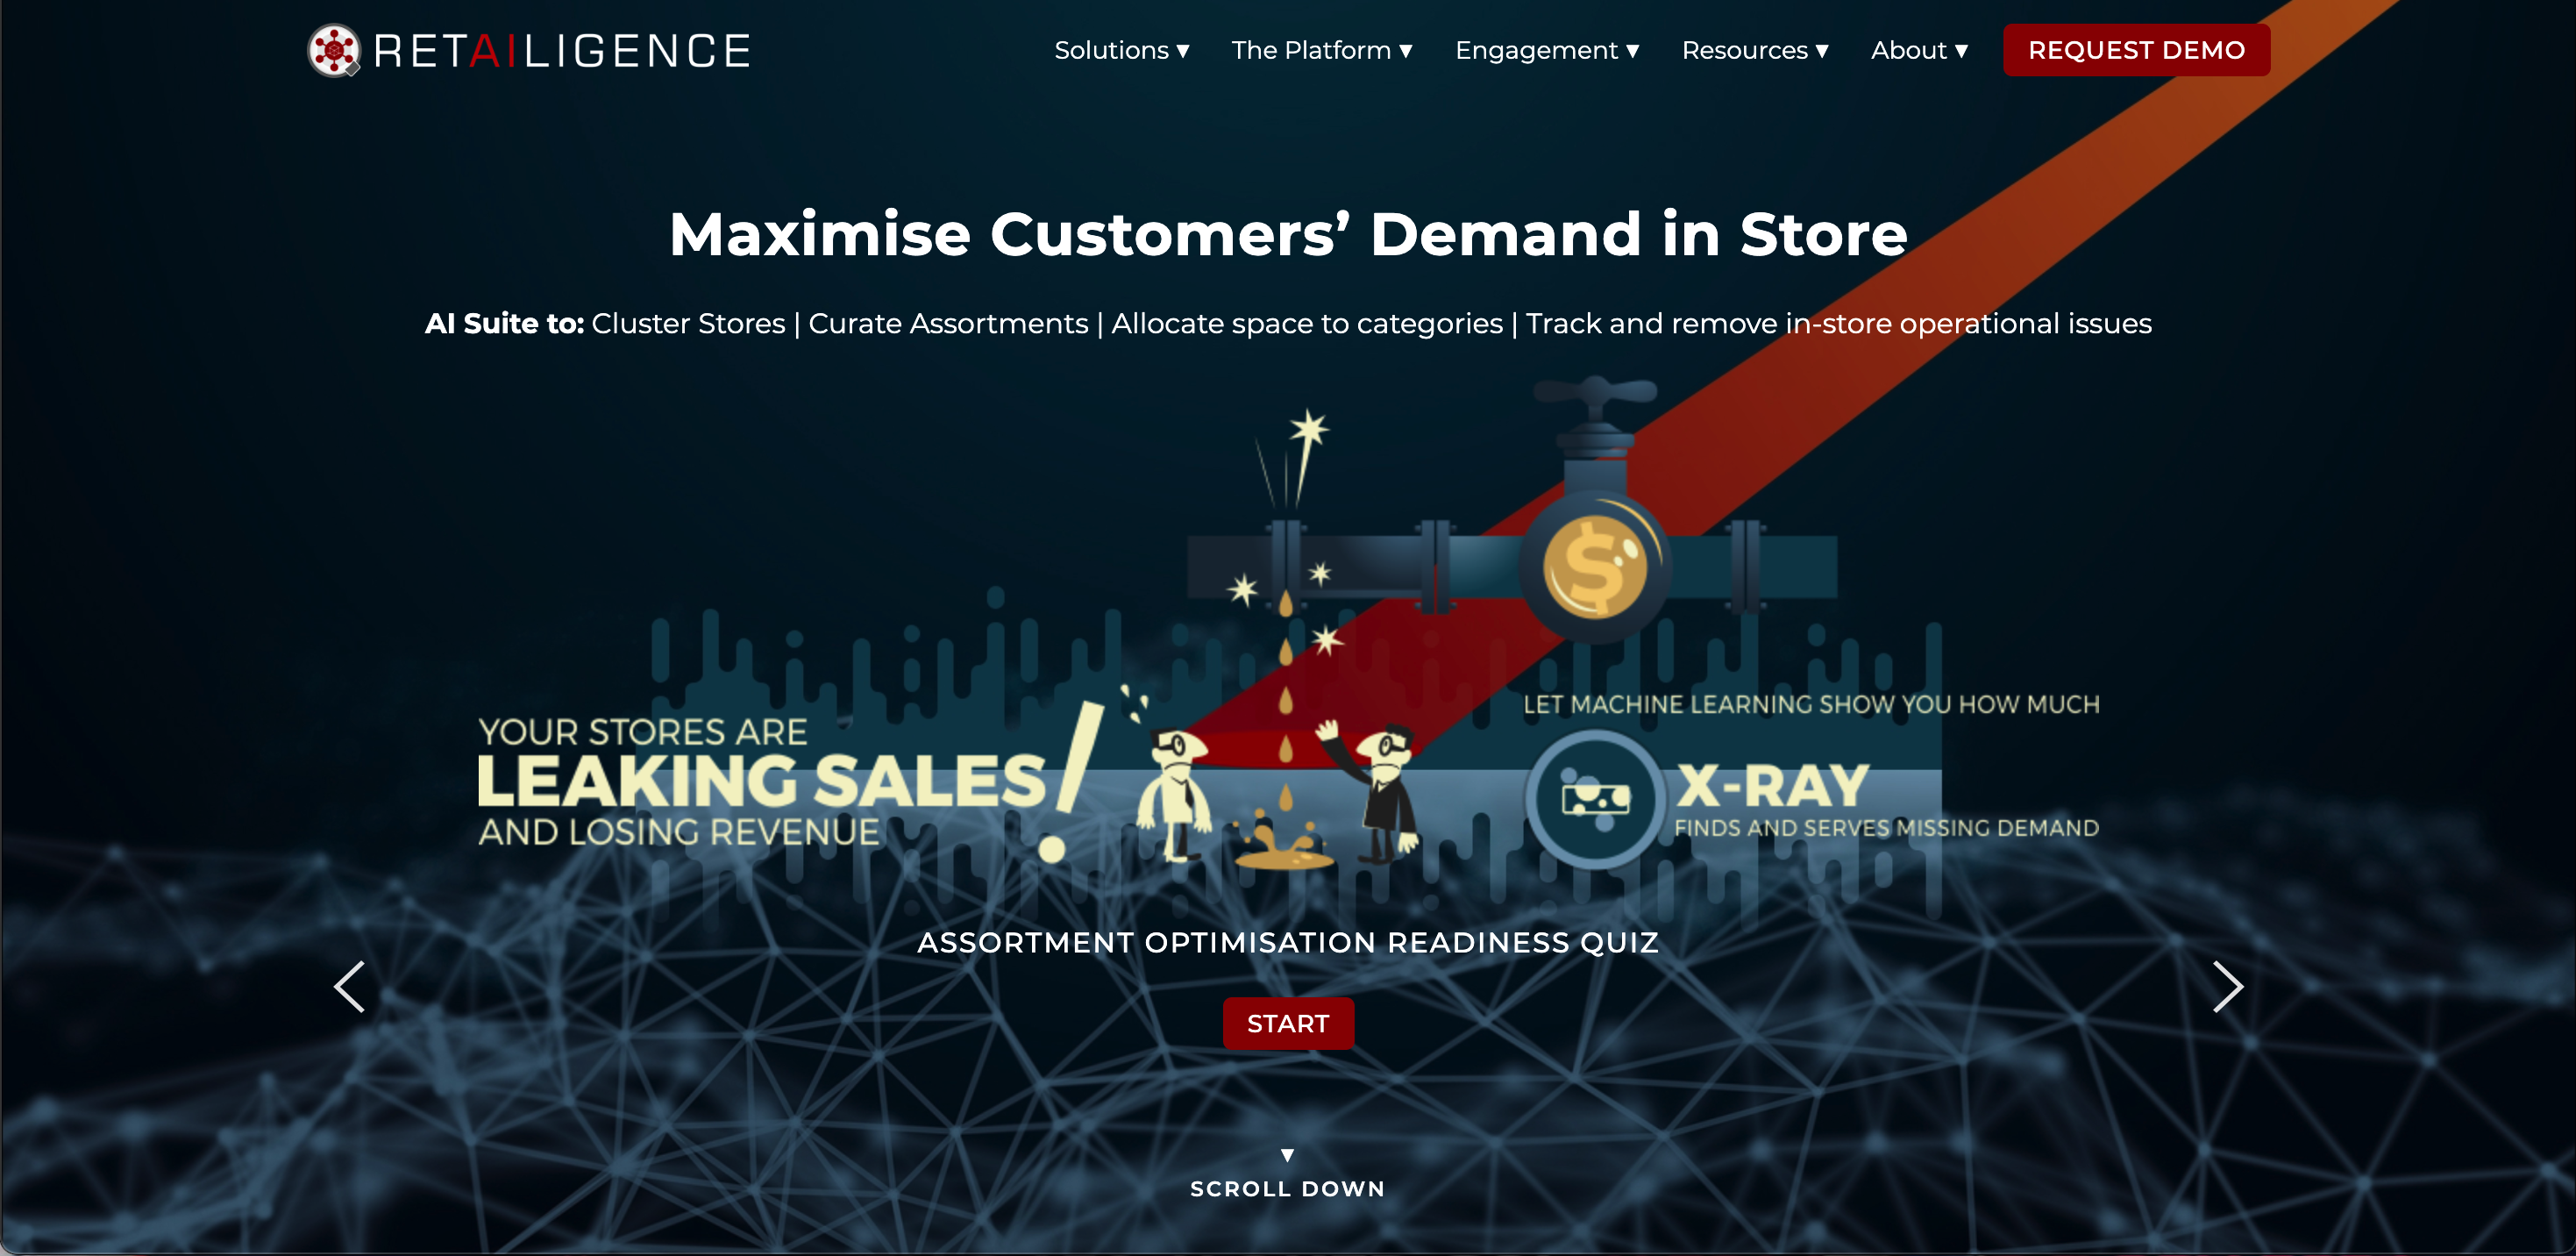 RETAILIGENCE
Solutions ▼ The Platform ▼ Engagement ▼ Resources ▼ About ▼ REQUEST DEMO
Maximise Customers’ Demand in Store
AI Suite to: Cluster Stores | Curate Assortments | Allocate space to categories | Track and remove in-store operational issues
$
YOUR STORES ARE
LEAKING SALES!
AND LOSING REVENUE
LET MACHINE LEARNING SHOW YOU HOW MUCH
X-RAY
FINDS AND SERVES MISSING DEMAND
ASSORTMENT OPTIMISATION READINESS QUIZ
START
▼
SCROLL DOWN